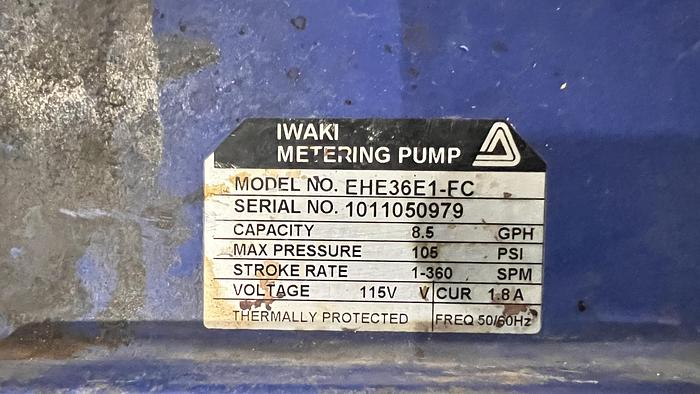 IWAKI
METERING PUMP
MODEL NO. EHE36E1-FC
SERIAL NO. 1011050979
CAPACITY 8.5 GPH
MAX PRESSURE 105 PSI
STROKE RATE 1-360 SPM
VOLTAGE 115V V CUR 1.8 A
THERMALLY PROTECTED FREQ 50/60Hz